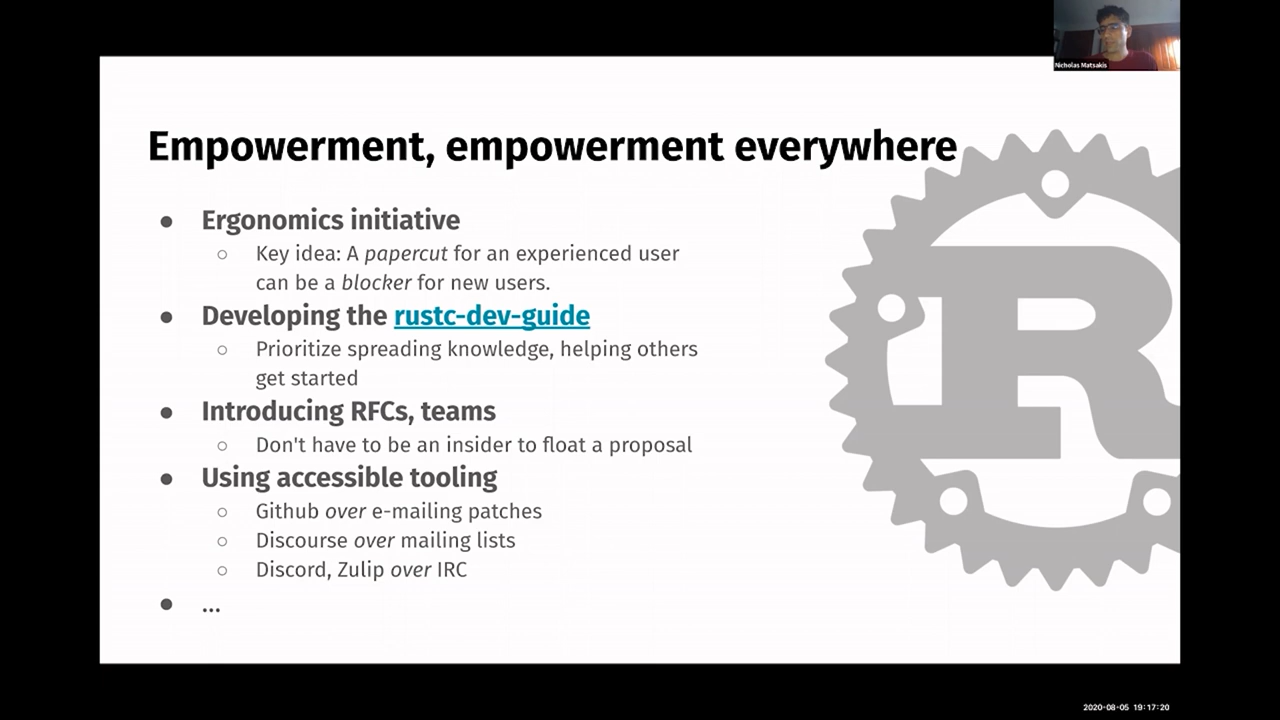 Nicholas Matsakis
Empowerment, empowerment everywhere
● Ergonomics initiative
○ Key idea: A papercut for an experienced user
can be a blocker for new users.
● Developing the rustc-dev-guide
○ Prioritize spreading knowledge, helping others
get started
● Introducing RFCs, teams
○ Don't have to be an insider to float a proposal
● Using accessible tooling
○ Github over e-mailing patches
○ Discourse over mailing lists
○ Discord, Zulip over IRC
● ...
R
2020-08-05 19:17:20